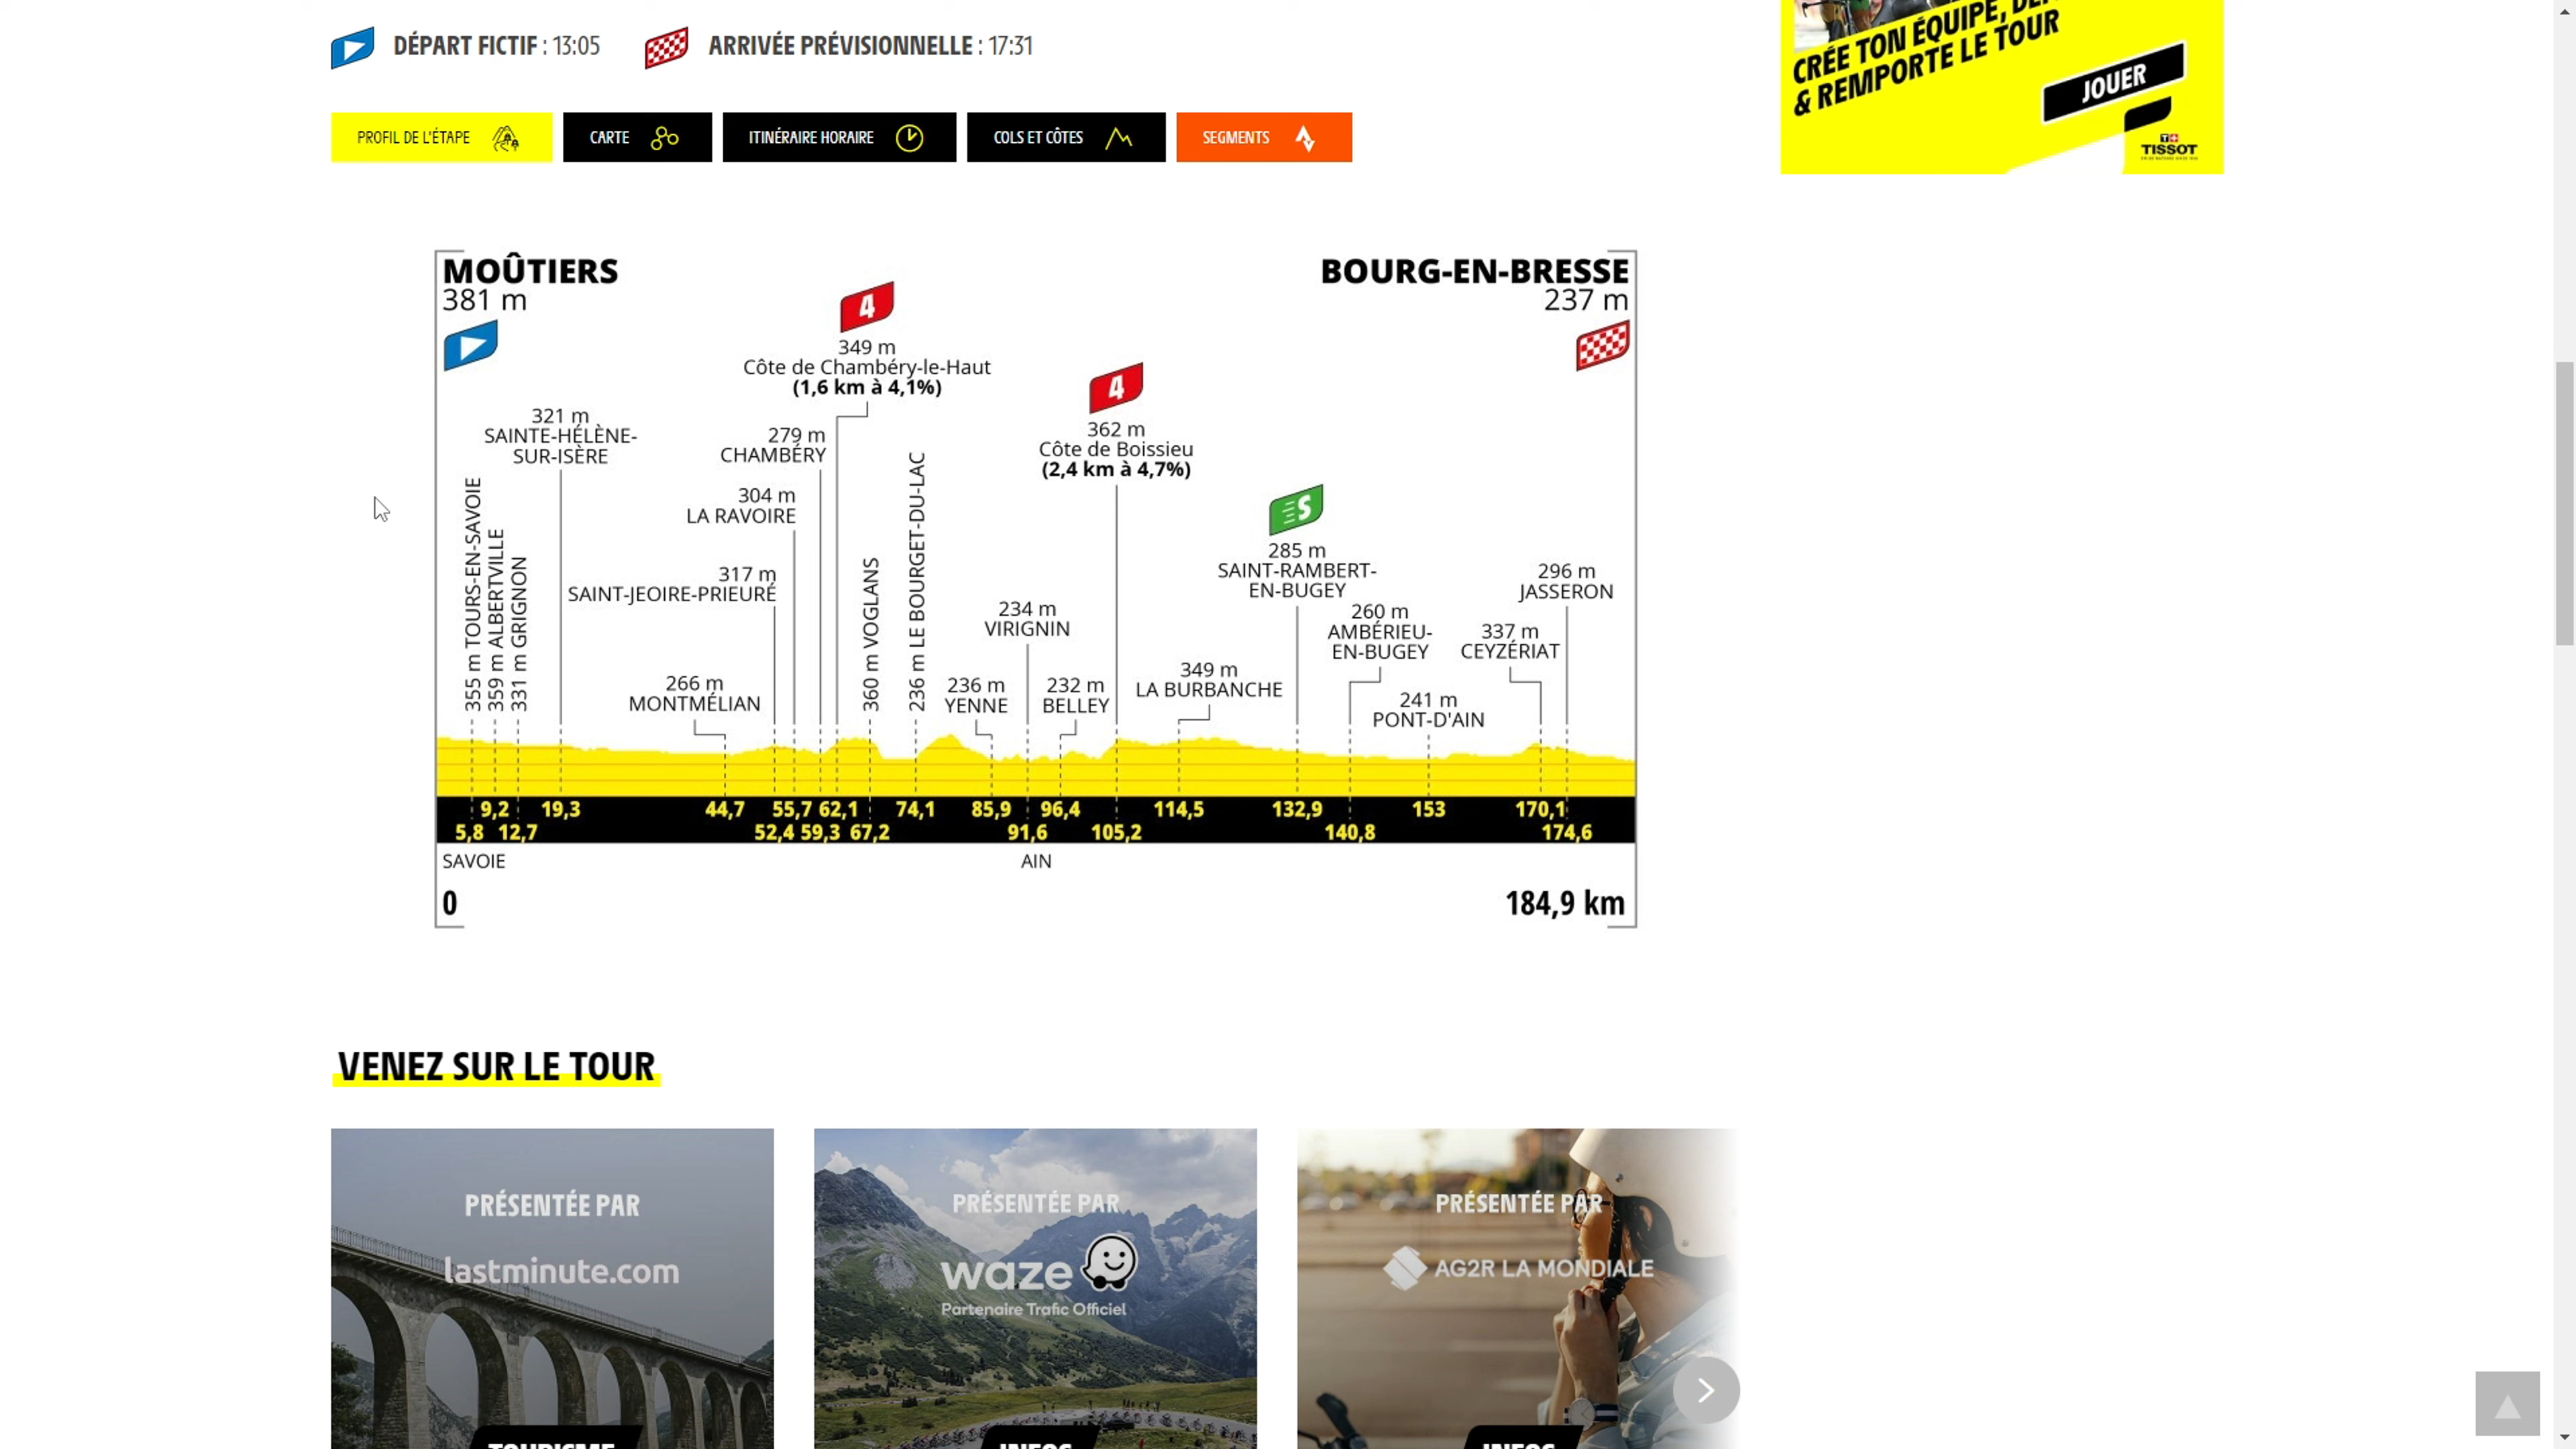 DÉPART FICTIF : 13:05
ARRIVÉE PRÉVISIONNELLE : 17:31
CRÉE TON ÉQUIPE,
& REMPORTE LE TOUR
JOUER
TISSOT
PROFIL DE L'ÉTAPE
CARTE
ITINÉRAIRE HORAIRE
COLS ET CÔTES
SEGMENTS
MOÛTIERS
381 m
BOURG-EN-BRESSE
237 m
4
349 m
Côte de Chambéry-le-Haut
(1,6 km à 4,1%)
4
362 m
Côte de Boissieu
(2,4 km à 4,7%)
321 m
SAINTE-HÉLÈNE-
SUR-ISÈRE
279 m
CHAMBÉRY
304 m
LA RAVOIRE
317 m
SAINT-JEOIRE-PRIEURÉ
266 m
MONTMÉLIAN
355 m TOURS-EN-SAVOIE
359 m ALBERTVILLE
331 m GRIGNON
360 m VOGLANS
236 m LE BOURGET-DU-LAC
236 m
YENNE
234 m
VIRIGNIN
232 m
BELLEY
349 m
LA BURBANCHE
S
285 m
SAINT-RAMBERT-
EN-BUGEY
260 m
AMBÉRIEU-
EN-BUGEY
241 m
PONT-D'AIN
337 m
CEYZÉRIAT
296 m
JASSERON
9,2 19,3 44,7 55,7 62,1 74,1 85,9 96,4 114,5 132,9 153 170,1
5,8 12,7 52,4 59,3 67,2 91,6 105,2 140,8 174,6
SAVOIE
AIN
0
184,9 km
VENEZ SUR LE TOUR
PRÉSENTÉE PAR
lastminute.com
PRÉSENTÉE PAR
waze
Partenaire Trafic Officiel
PRÉSENTÉE PAR
AG2R LA MONDIALE
TOURISME
INFOS
INFOS